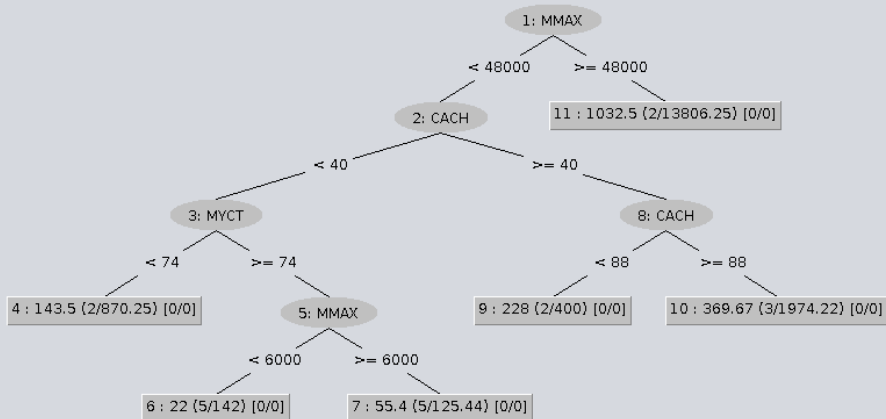 1: MMAX
< 48000 >= 48000
2: CACH 11 : 1032.5 (2/13806.25) [0/0]
< 40 >= 40
3: MYCT 8: CACH
< 74 >= 74 < 88 >= 88
4 : 143.5 (2/870.25) [0/0] 5: MMAX 9 : 228 (2/400) [0/0] 10 : 369.67 (3/1974.22) [0/0]
< 6000 >= 6000
6 : 22 (5/142) [0/0] 7 : 55.4 (5/125.44) [0/0]